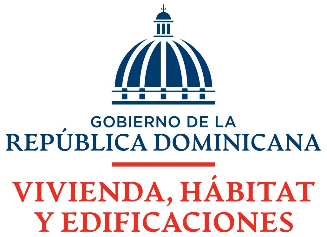 GOBIERNO DE LA
REPÚBLICA DOMINICANA
VIVIENDA, HÁBITAT
Y EDIFICACIONES